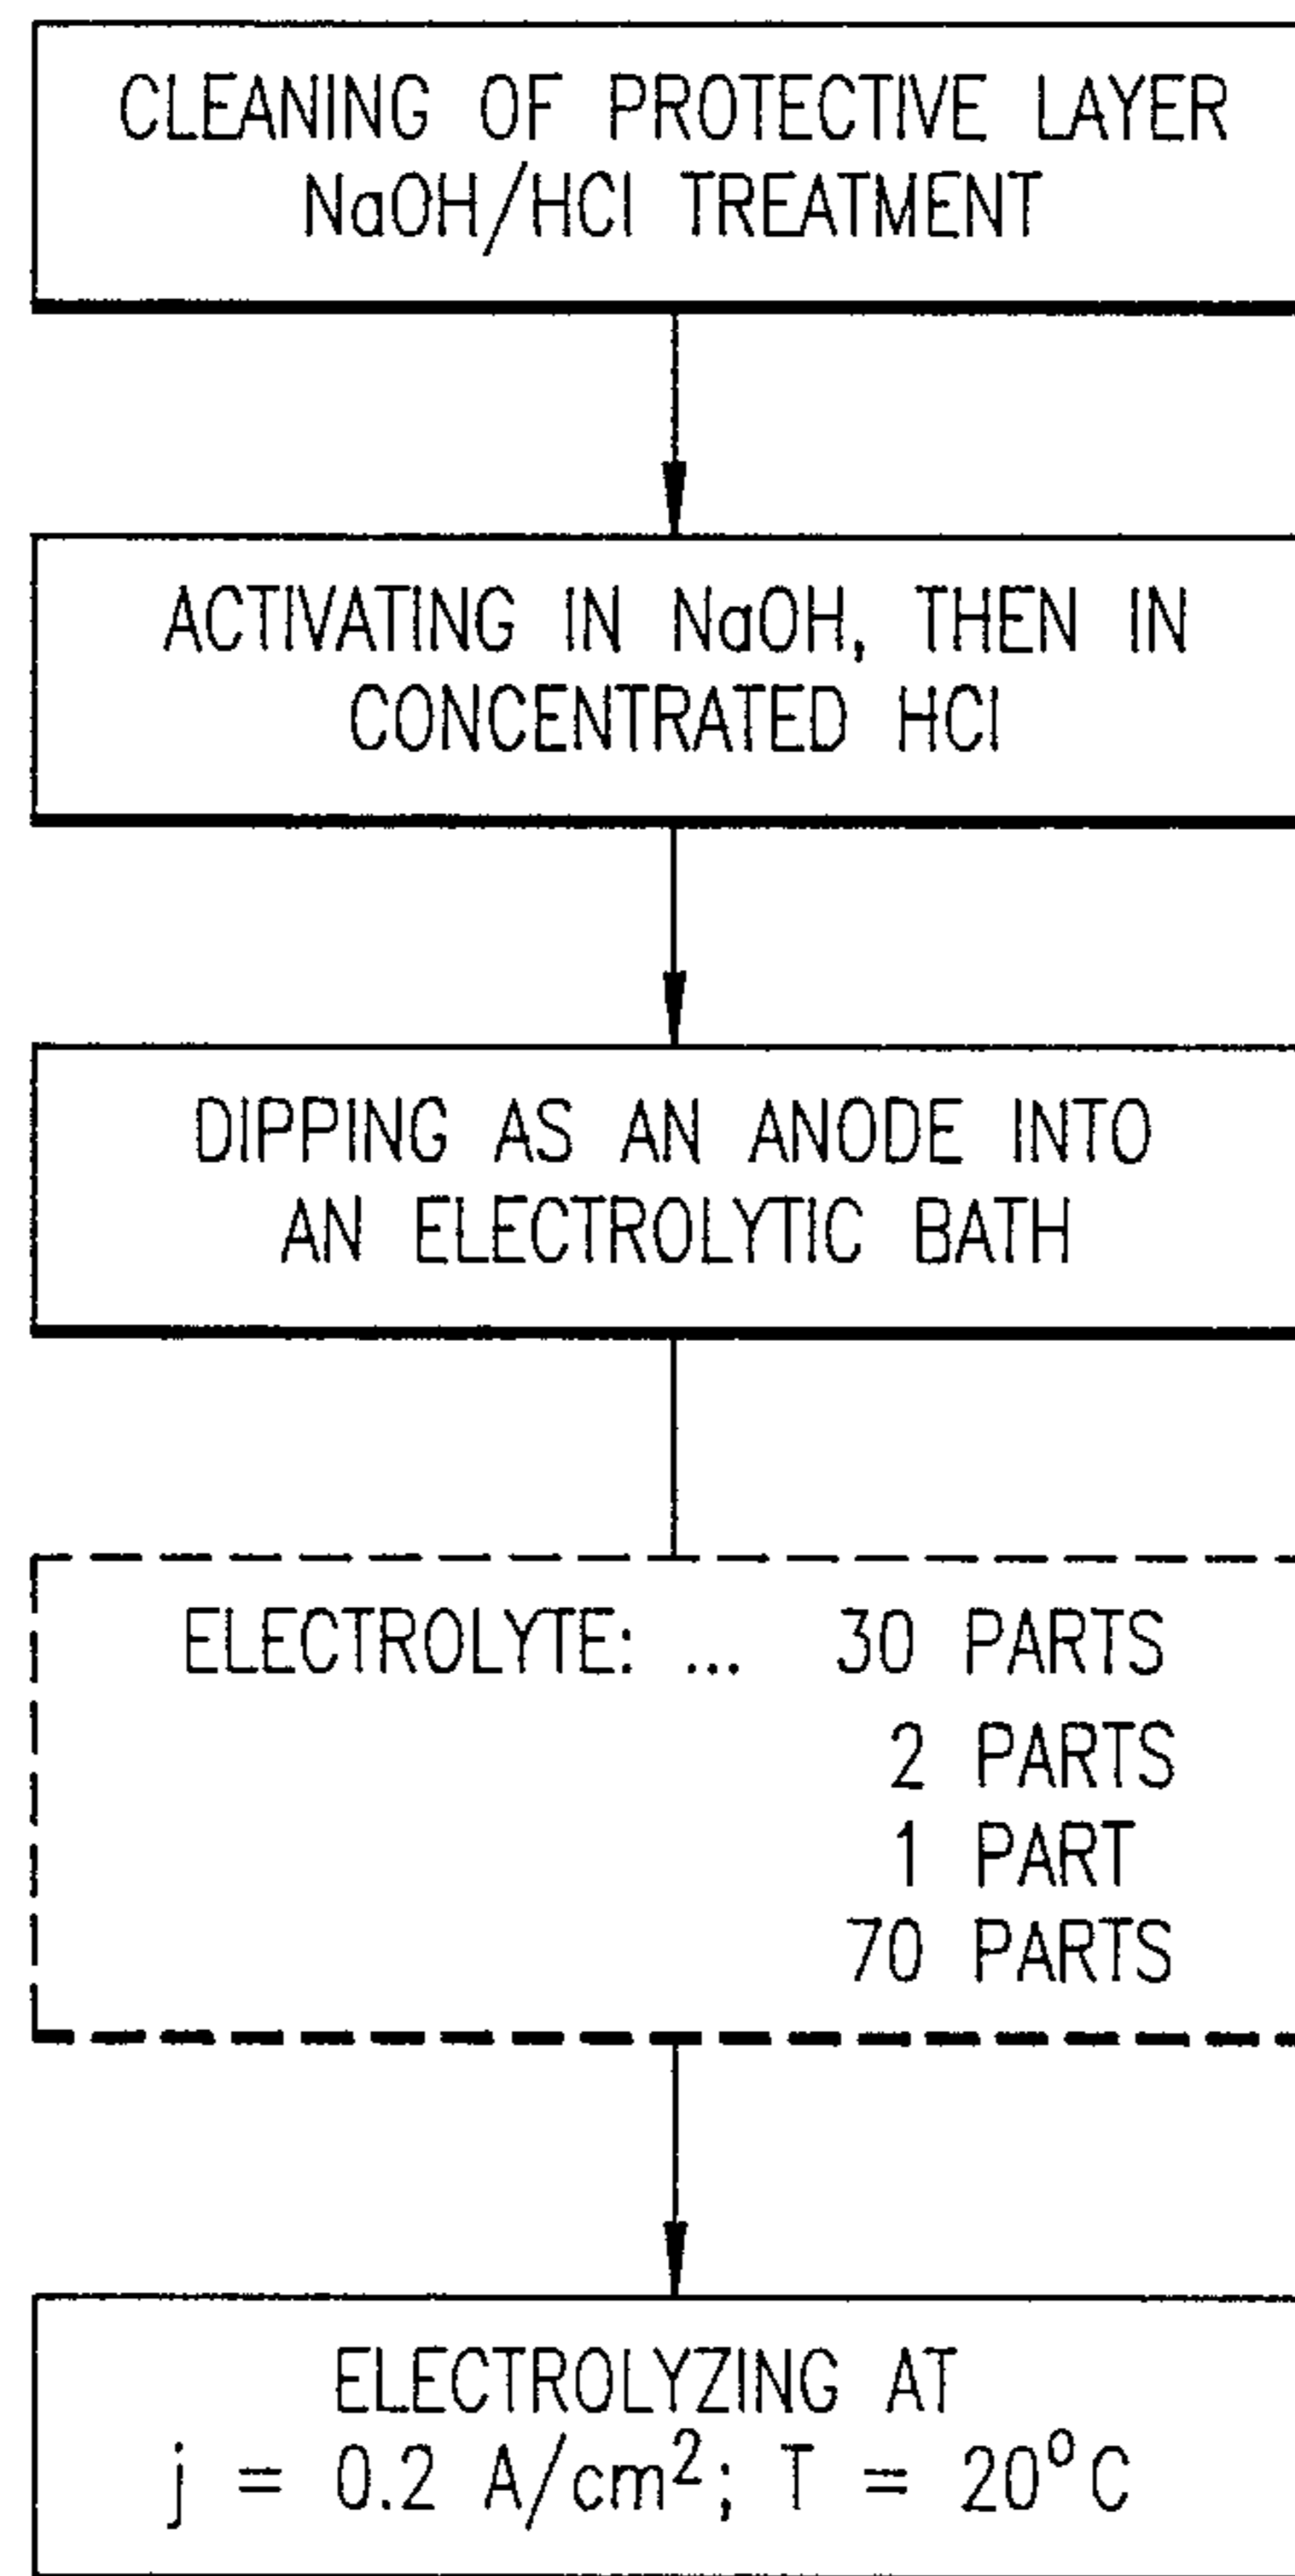 CLEANING OF PROTECTIVE LAYER
NaOH/HCl TREATMENT
ACTIVATING IN NaOH, THEN IN
CONCENTRATED HCl
DIPPING AS AN ANODE INTO
AN ELECTROLYTIC BATH
ELECTROLYTE: ... 30 PARTS
2 PARTS
1 PART
70 PARTS
ELECTROLYZING AT
j = 0.2 A/cm²; T = 20°C